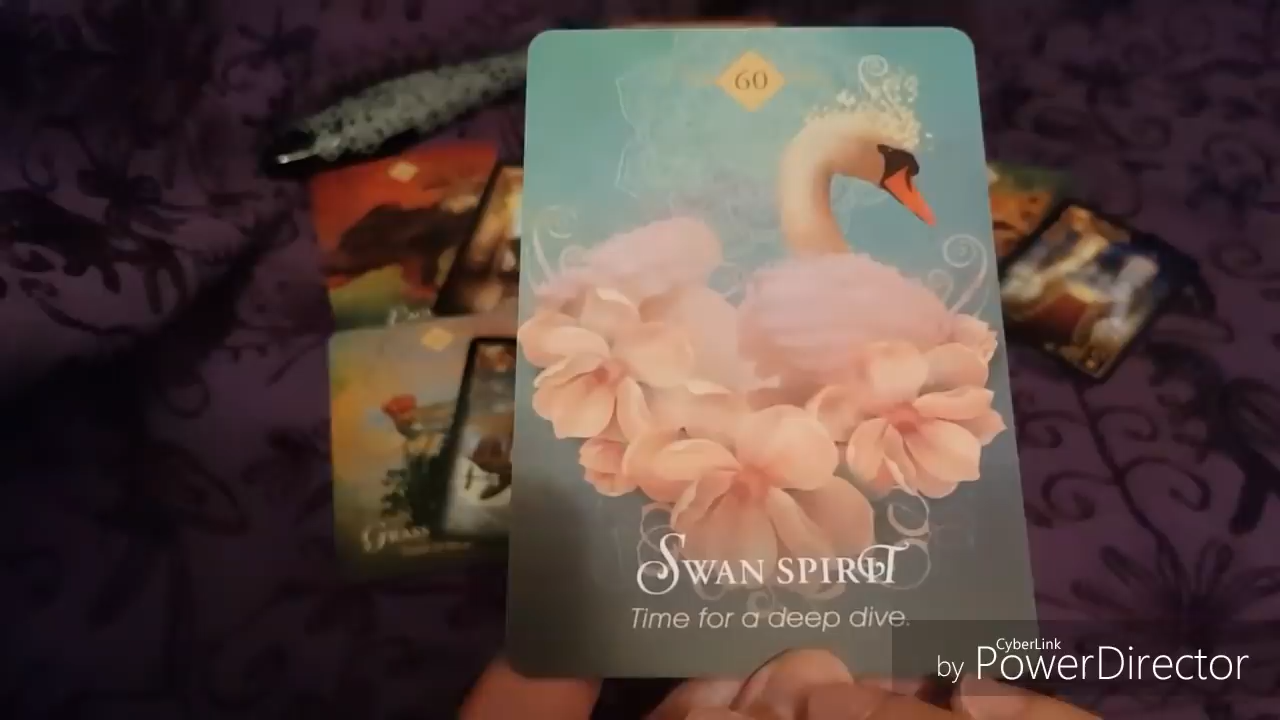 60
SWAN SPIRIT
Time for a deep dive.
CyberLink
by PowerDirector